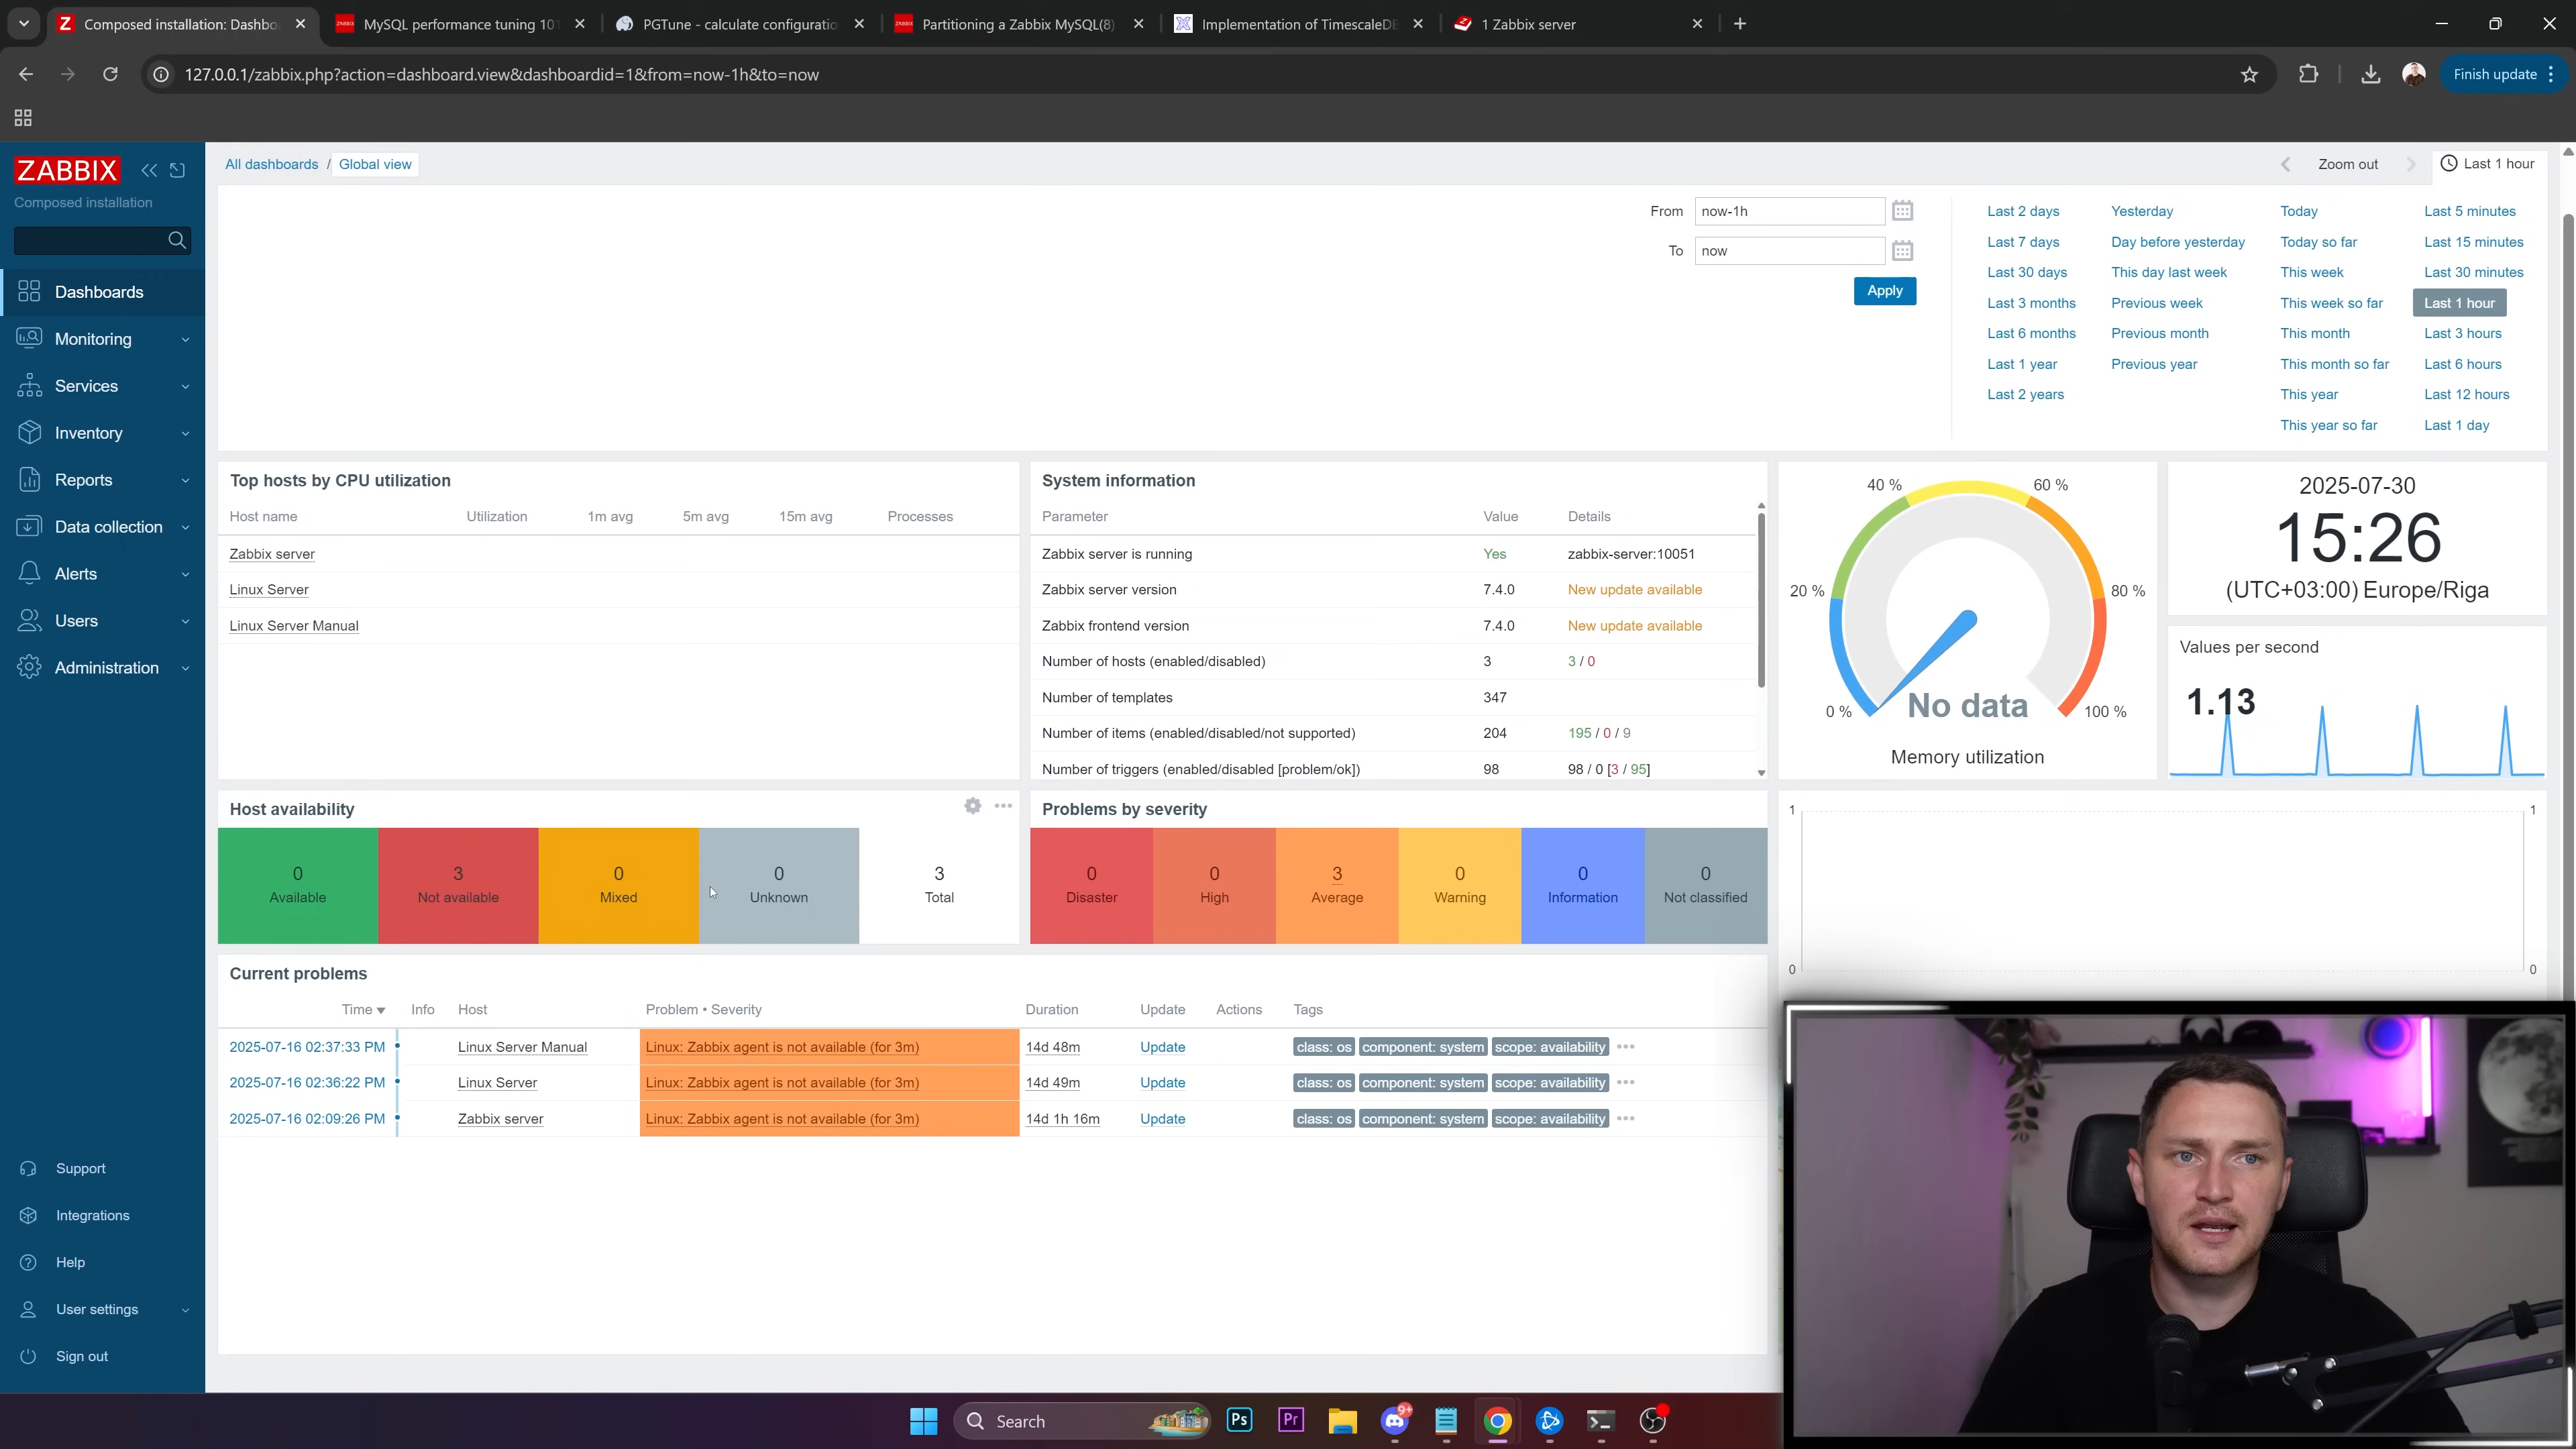 Composed installation: Dashbo
MySQL performance tuning 101
PGTune - calculate configuratio
Partitioning a Zabbix MySQL(8)
Implementation of TimescaleDB
1 Zabbix server
127.0.0.1/zabbix.php?action=dashboard.view&dashboardid=1&from=now-1h&to=now
Finish update
ZABBIX
Composed installation
Dashboards
Monitoring
Services
Inventory
Reports
Data collection
Alerts
Users
Administration
Support
Integrations
Help
User settings
Sign out
All dashboards / Global view
Zoom out
Last 1 hour
From now-1h
To now
Apply
Last 2 days Yesterday Today Last 5 minutes
Last 7 days Day before yesterday Today so far Last 15 minutes
Last 30 days This day last week This week Last 30 minutes
Last 3 months Previous week This week so far Last 1 hour
Last 6 months Previous month This month Last 3 hours
Last 1 year Previous year This month so far Last 6 hours
Last 2 years This year Last 12 hours
This year so far Last 1 day
Top hosts by CPU utilization
Host name Utilization 1m avg 5m avg 15m avg Processes
Zabbix server
Linux Server
Linux Server Manual
System information
Parameter Value Details
Zabbix server is running Yes zabbix-server:10051
Zabbix server version 7.4.0 New update available
Zabbix frontend version 7.4.0 New update available
Number of hosts (enabled/disabled) 3 3 / 0
Number of templates 347
Number of items (enabled/disabled/not supported) 204 195 / 0 / 9
Number of triggers (enabled/disabled [problem/ok]) 98 98 / 0 [3 / 95]
40 % 60 %
20 % 80 %
0 % No data 100 %
Memory utilization
2025-07-30
15:26
(UTC+03:00) Europe/Riga
Values per second
1.13
Host availability
0 3 0 0 3
Available Not available Mixed Unknown Total
Problems by severity
0 0 3 0 0 0
Disaster High Average Warning Information Not classified
1 1
0 0
Current problems
Time Info Host Problem • Severity Duration Update Actions Tags
2025-07-16 02:37:33 PM Linux Server Manual Linux: Zabbix agent is not available (for 3m) 14d 48m Update class: os component: system scope: availability
2025-07-16 02:36:22 PM Linux Server Linux: Zabbix agent is not available (for 3m) 14d 49m Update class: os component: system scope: availability
2025-07-16 02:09:26 PM Zabbix server Linux: Zabbix agent is not available (for 3m) 14d 1h 16m Update class: os component: system scope: availability
Search
Ps
Pr
9+